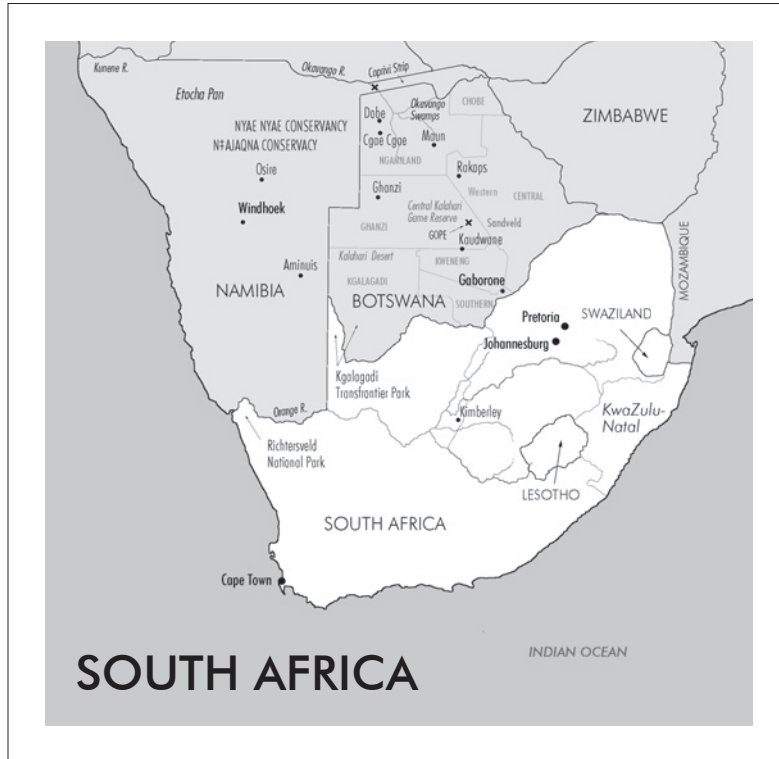 Kunene R.
Okavango R.
Caprivi Strip
Etocha Pan
Okavango
Swamps
CHOBE
ZIMBABWE
NYAE NYAE CONSERVANCY
N‡AJAQNA CONSERVACY
Dobe
Cgoe Cgoe
Maun
NGAMILAND
Osire
Rakops
Ghanzi
Western
CENTRAL
Windhoek
Central Kalahari
Game Reserve
Sandveld
GHANZI
GOPE
Kaudwane
MOZAMBIQUE
Kalahari Desert
KWENENG
Aminuis
KGALAGADI
Gaborone
NAMIBIA
BOTSWANA
SOUTHERN
Pretoria
SWAZILAND
Johannesburg
Kgalagadi
Transfrontier Park
Orange R.
Kimberley
KwaZulu-
Natal
Richtersveld
National Park
LESOTHO
SOUTH AFRICA
Cape Town
INDIAN OCEAN
SOUTH AFRICA